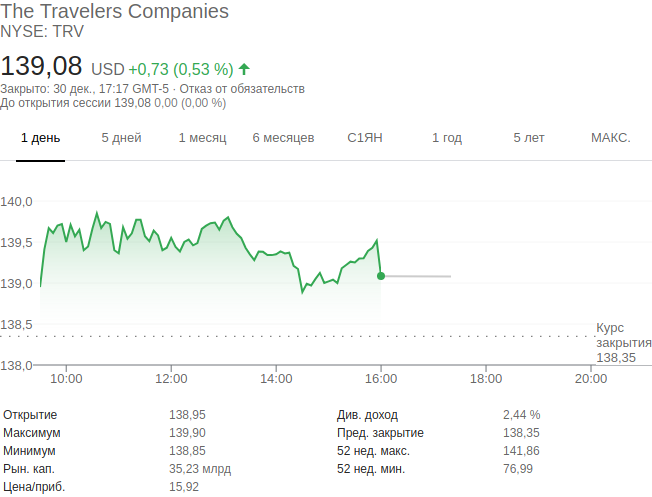 The Travelers Companies
NYSE: TRV
139,08 USD +0,73 (0,53 %)
Закрыто: 30 дек., 17:17 GMT-5 · Отказ от обязательств
До открытия сессии 139,08 0,00 (0,00 %)
1 день 5 дней 1 месяц 6 месяцев С1ЯН 1 год 5 лет МАКС.
140,0
139,5
139,0
138,5
Курс
закрытия
138,35
138,0
10:00 12:00 14:00 16:00 18:00 20:00
Открытие 138,95 Див. доход 2,44 %
Максимум 139,90 Пред. закрытие 138,35
Минимум 138,85 52 нед. макс. 141,86
Рын. кап. 35,23 млрд 52 нед. мин. 76,99
Цена/приб. 15,92